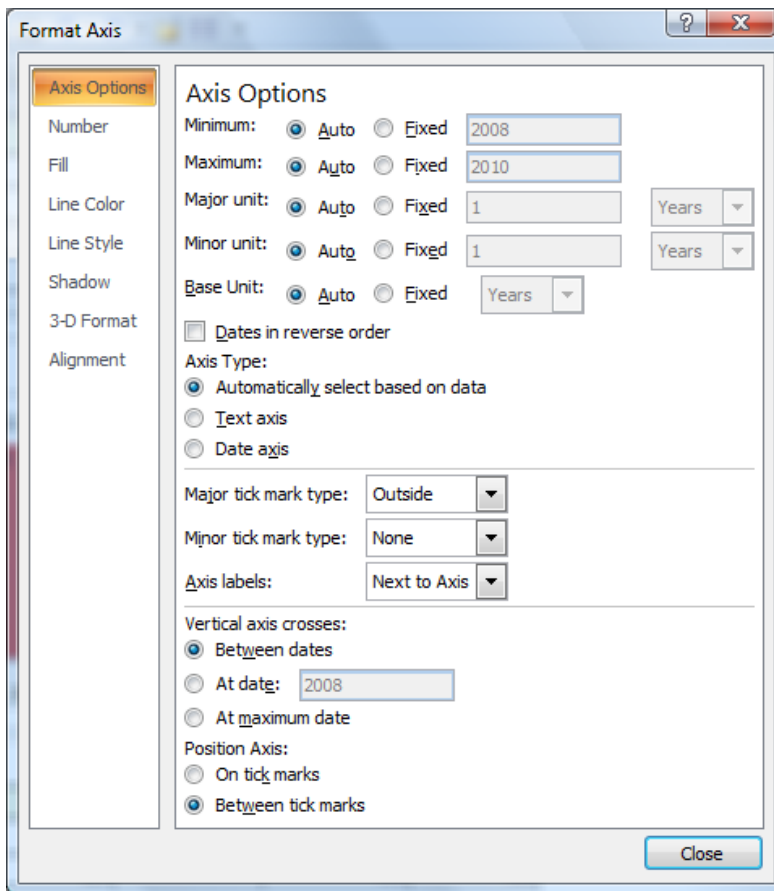 Format Axis
Axis Options
Number
Fill
Line Color
Line Style
Shadow
3-D Format
Alignment
Axis Options
Minimum: Auto Fixed 2008
Maximum: Auto Fixed 2010
Major unit: Auto Fixed 1 Years
Minor unit: Auto Fixed 1 Years
Base Unit: Auto Fixed Years
Dates in reverse order
Axis Type:
Automatically select based on data
Text axis
Date axis
Major tick mark type: Outside
Minor tick mark type: None
Axis labels: Next to Axis
Vertical axis crosses:
Between dates
At date: 2008
At maximum date
Position Axis:
On tick marks
Between tick marks
Close